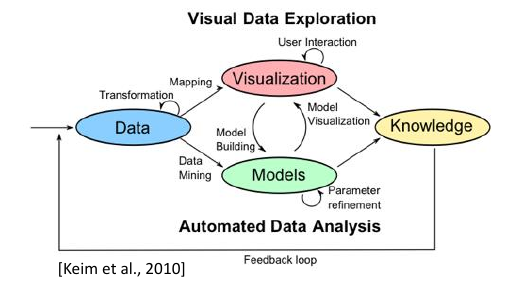 Visual Data Exploration
User Interaction
Visualization
Mapping
Transformation
Data
Model
Visualization
Knowledge
Model
Building
Data
Mining
Models
Parameter
refinement
Automated Data Analysis
Feedback loop
[Keim et al., 2010]